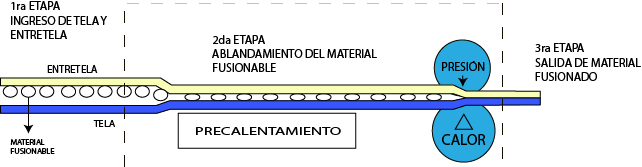 1ra ETAPA
INGRESO DE TELA Y
ENTRETELA
2da ETAPA
ABLANDAMIENTO DEL MATERIAL
FUSIONABLE
3ra ETAPA
SALIDA DE MATERIAL
FUSIONADO
ENTRETELA
PRESIÓN
TELA
MATERIAL
FUSIONABLE
PRECALENTAMIENTO
CALOR